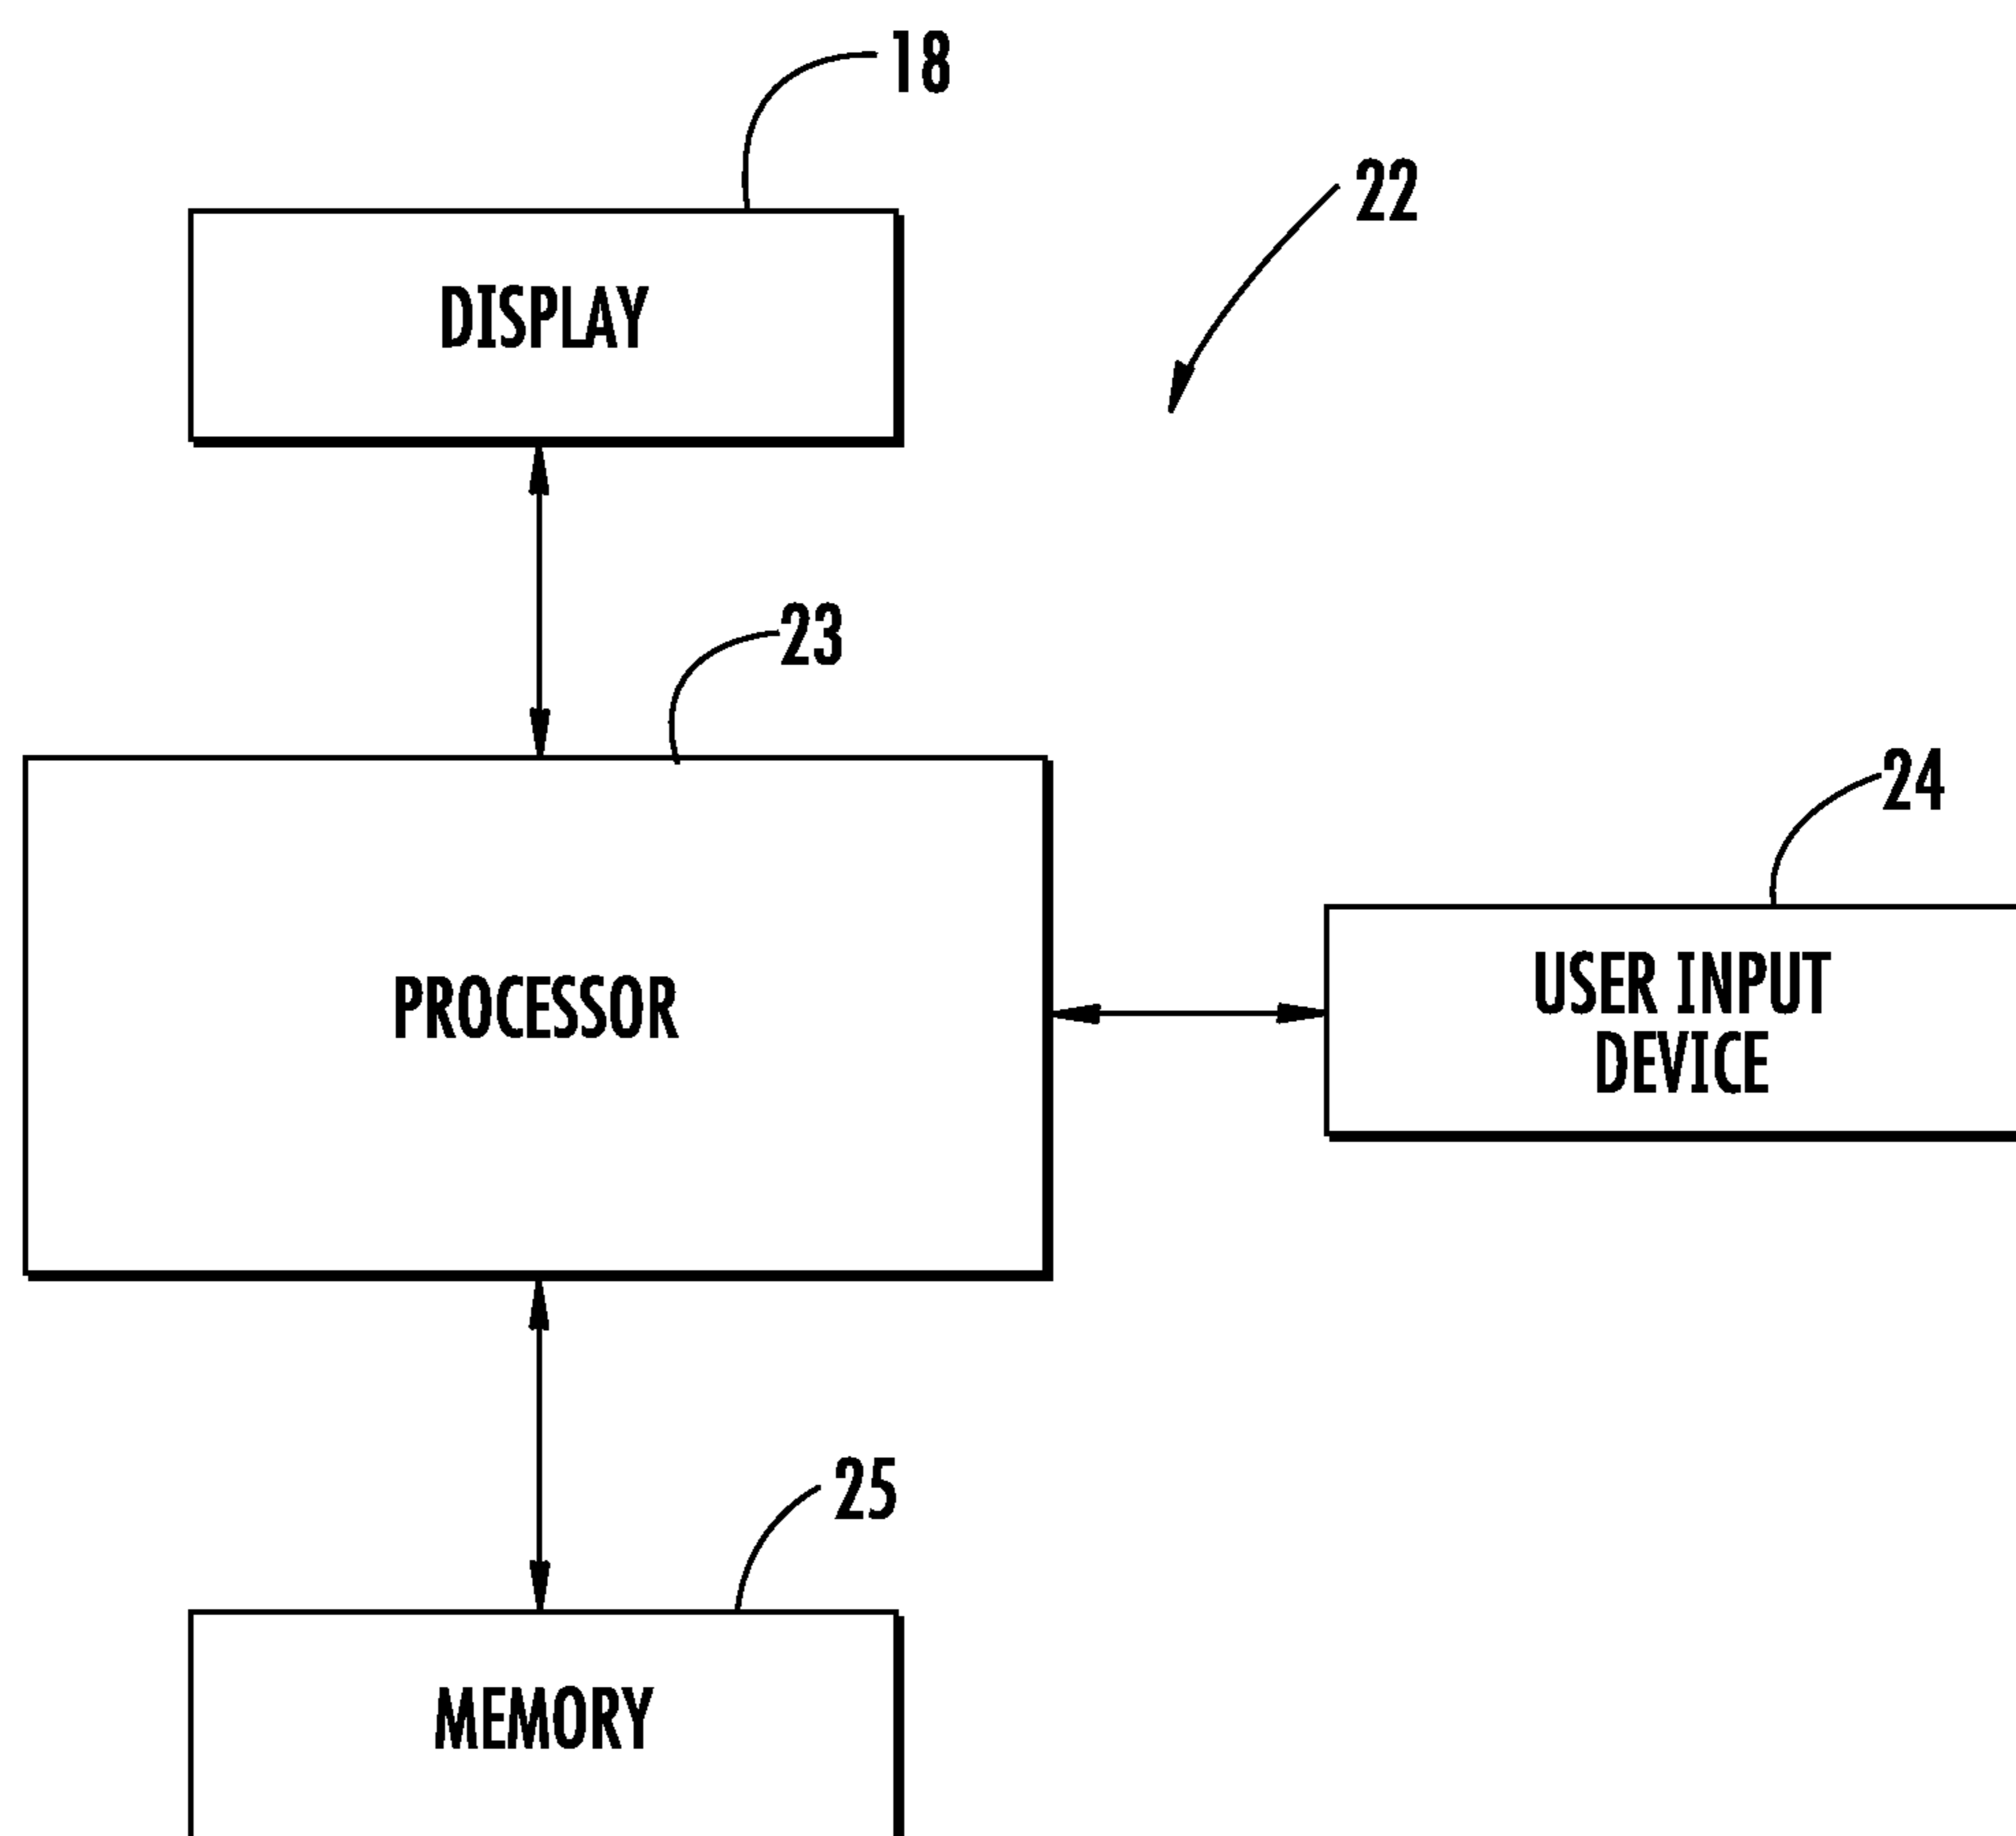 18
22
DISPLAY
23
24
PROCESSOR
USER INPUT
DEVICE
25
MEMORY